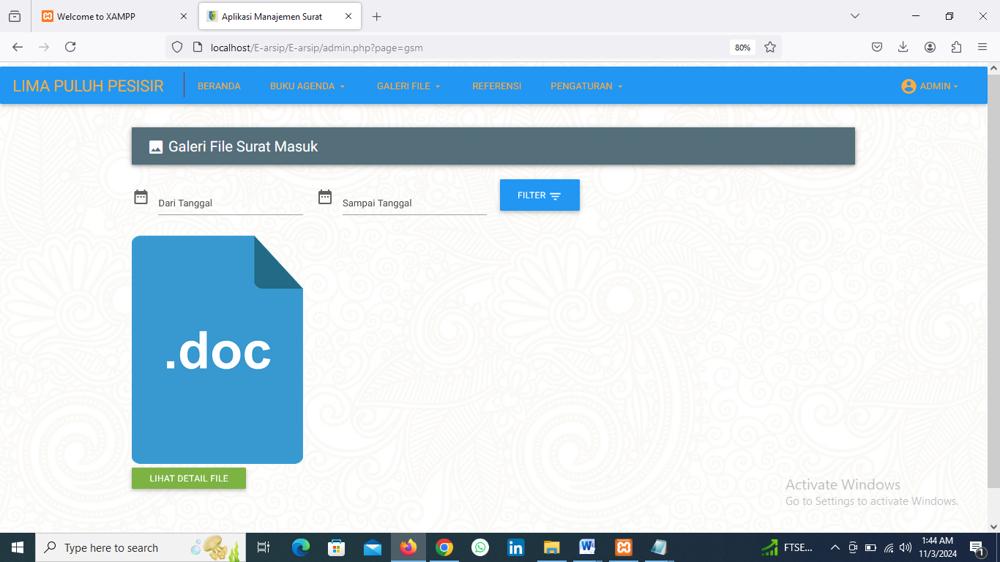 Welcome to XAMPP
Aplikasi Manajemen Surat
localhost/E-arsip/E-arsip/admin.php?page=gsm
80%
LIMA PULUH PESISIR
BERANDA
BUKU AGENDA
GALERI FILE
REFERENSI
PENGATURAN
ADMIN
Galeri File Surat Masuk
Dari Tanggal
Sampai Tanggal
FILTER
.doc
LIHAT DETAIL FILE
Activate Windows
Go to Settings to activate Windows.
Type here to search
FTSE...
1:44 AM
11/3/2024
1